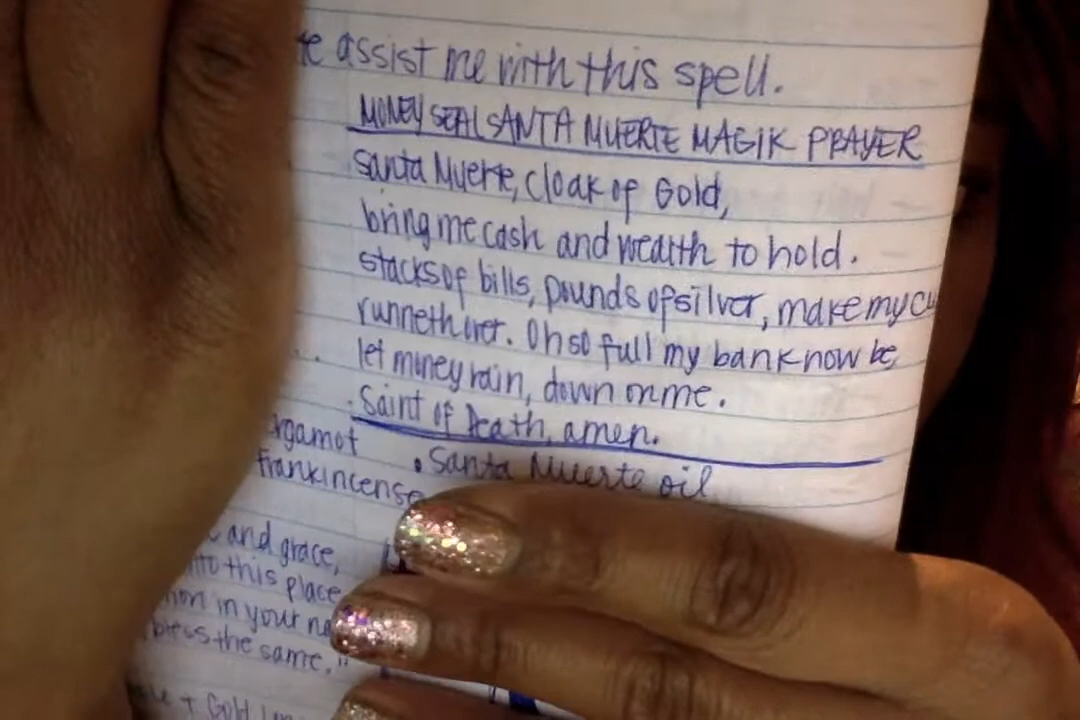 assist me with this spell.
MONEY SEAL SANTA MUERTE MAGIK PRAYER
Santa Muerte, cloak of Gold,
bring me cash and wealth to hold.
stacks of bills, pounds of silver, make my
runneth over. Oh so full my bank now be,
let money rain, down on me.
Saint of Death, amen.
• Santa Muerte oil
frankincense
and grace,
this place
in your
bless the same."
+ Gold